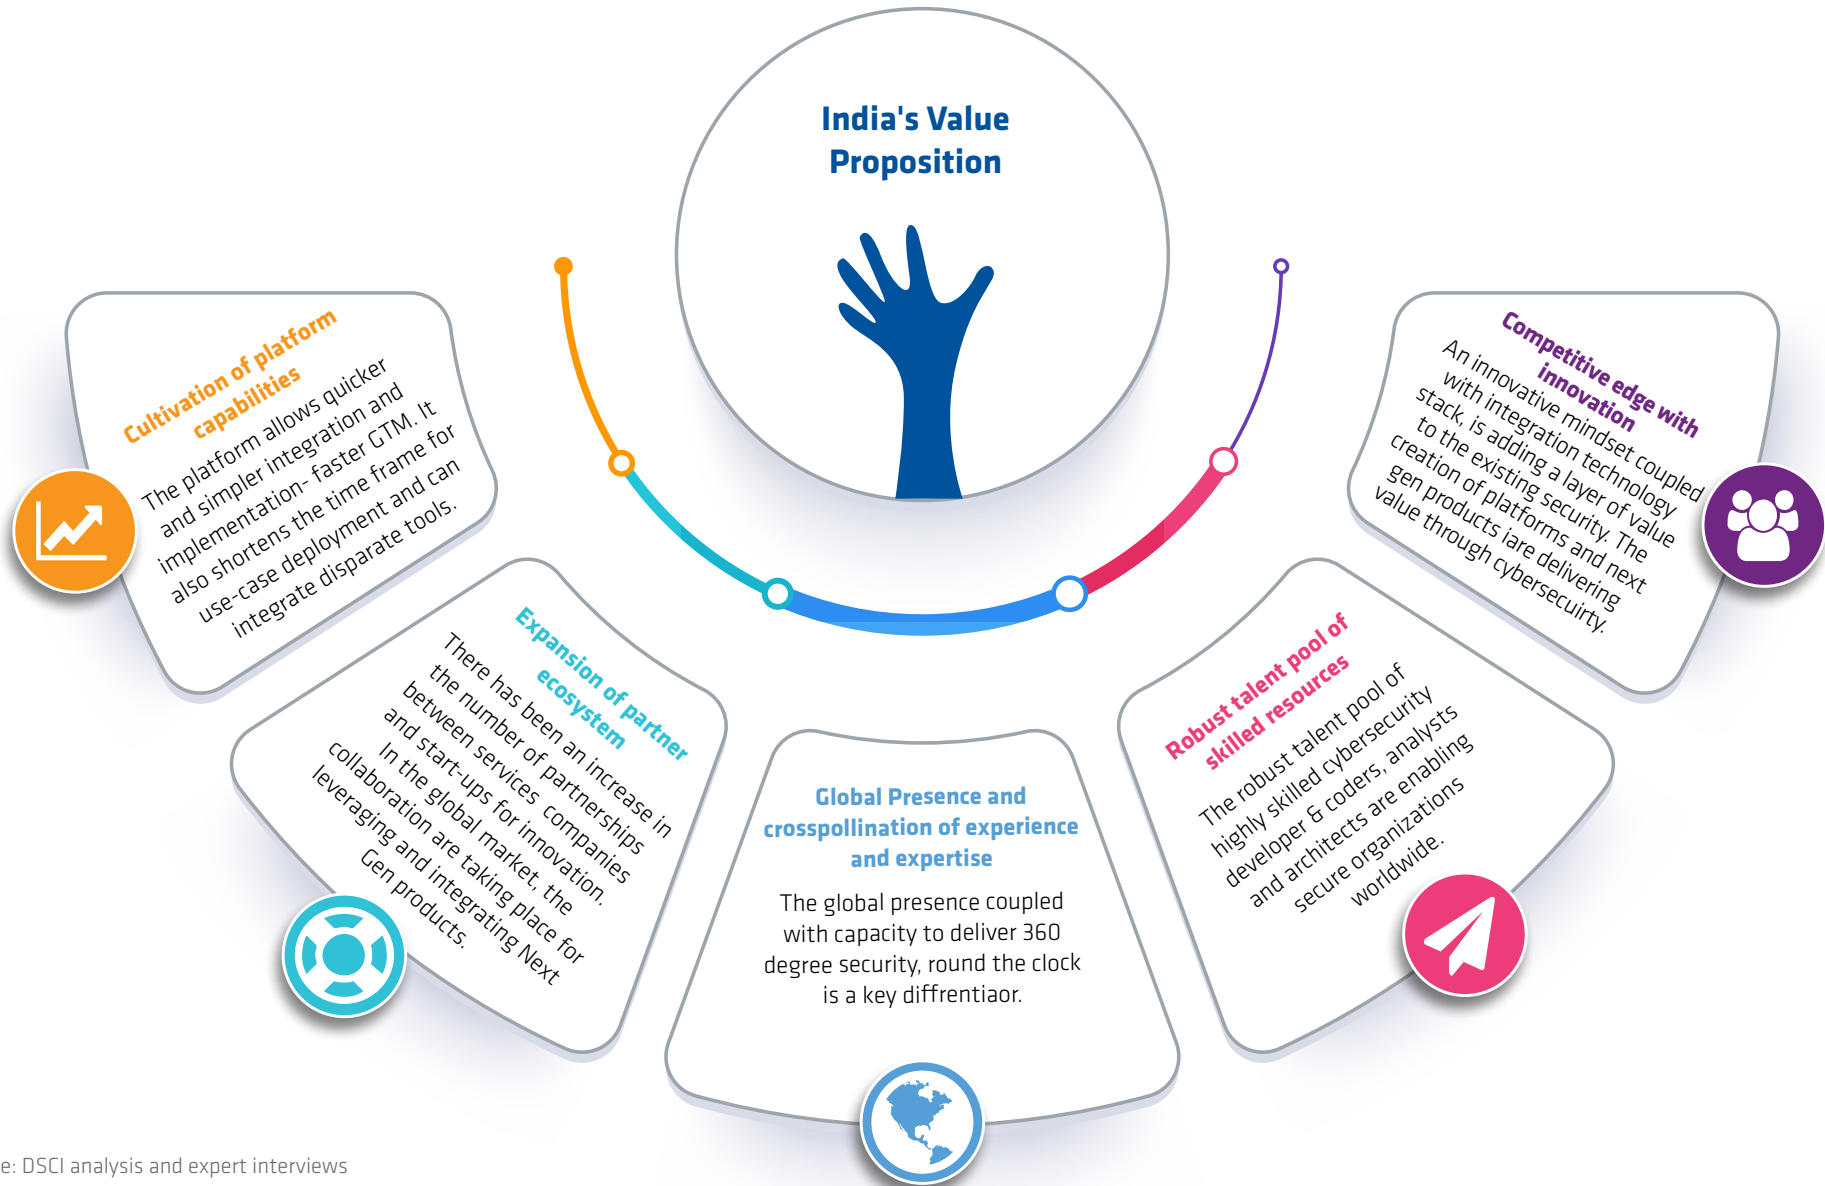 India's Value
Proposition
Cultivation of platform
capabilities
The platform allows quicker
and simpler integration and
implementation- faster GTM. It
also shortens the time frame for
use-case deployment and can
integrate disparate tools.
Expansion of partner
ecosystem
There has been an increase in
the number of partnerships
between services companies
and start-ups for innovation.
In the global market, the
collaboration are taking place for
leveraging and integrating Next
Gen products.
Global Presence and
crosspollination of experience
and expertise
The global presence coupled
with capacity to deliver 360
degree security, round the clock
is a key diffrentiaor.
Robust talent pool of
skilled resources
The robust talent pool of
highly skilled cybersecurity
developer & coders, analysts
and architects are enabling
secure organizations
worldwide.
Competitive edge with
innovation
An innovative mindset coupled
with integration technology
stack, is adding a layer of value
to the existing security. The
creation of platforms and next
gen products iare delivering
value through cybersecuirty.
e: DSCI analysis and expert interviews